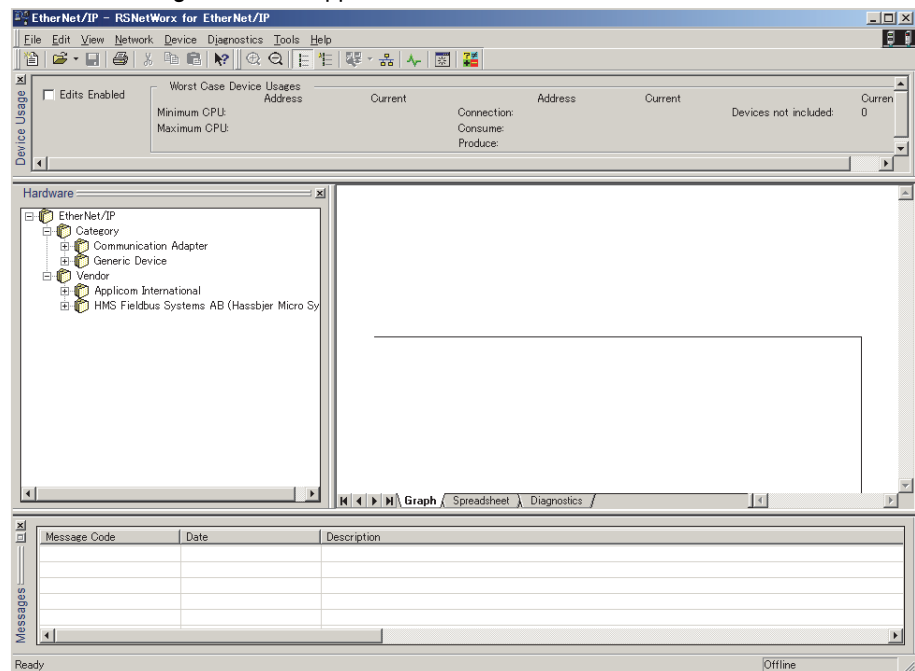 EtherNet/IP - RSNetWorx for EtherNet/IP
File Edit View Network Device Diagnostics Tools Help
Device Usage
Edits Enabled
Worst Case Device Usages
Address Current Address Current Curren
Minimum CPU: Connection: Devices not included: 0
Maximum CPU: Consume:
Produce:
Hardware
EtherNet/IP
Category
Communication Adapter
Generic Device
Vendor
Applicom International
HMS Fieldbus Systems AB (Hassbjer Micro Sy
Graph Spreadsheet Diagnostics
Messages
Message Code Date Description
Ready Offline